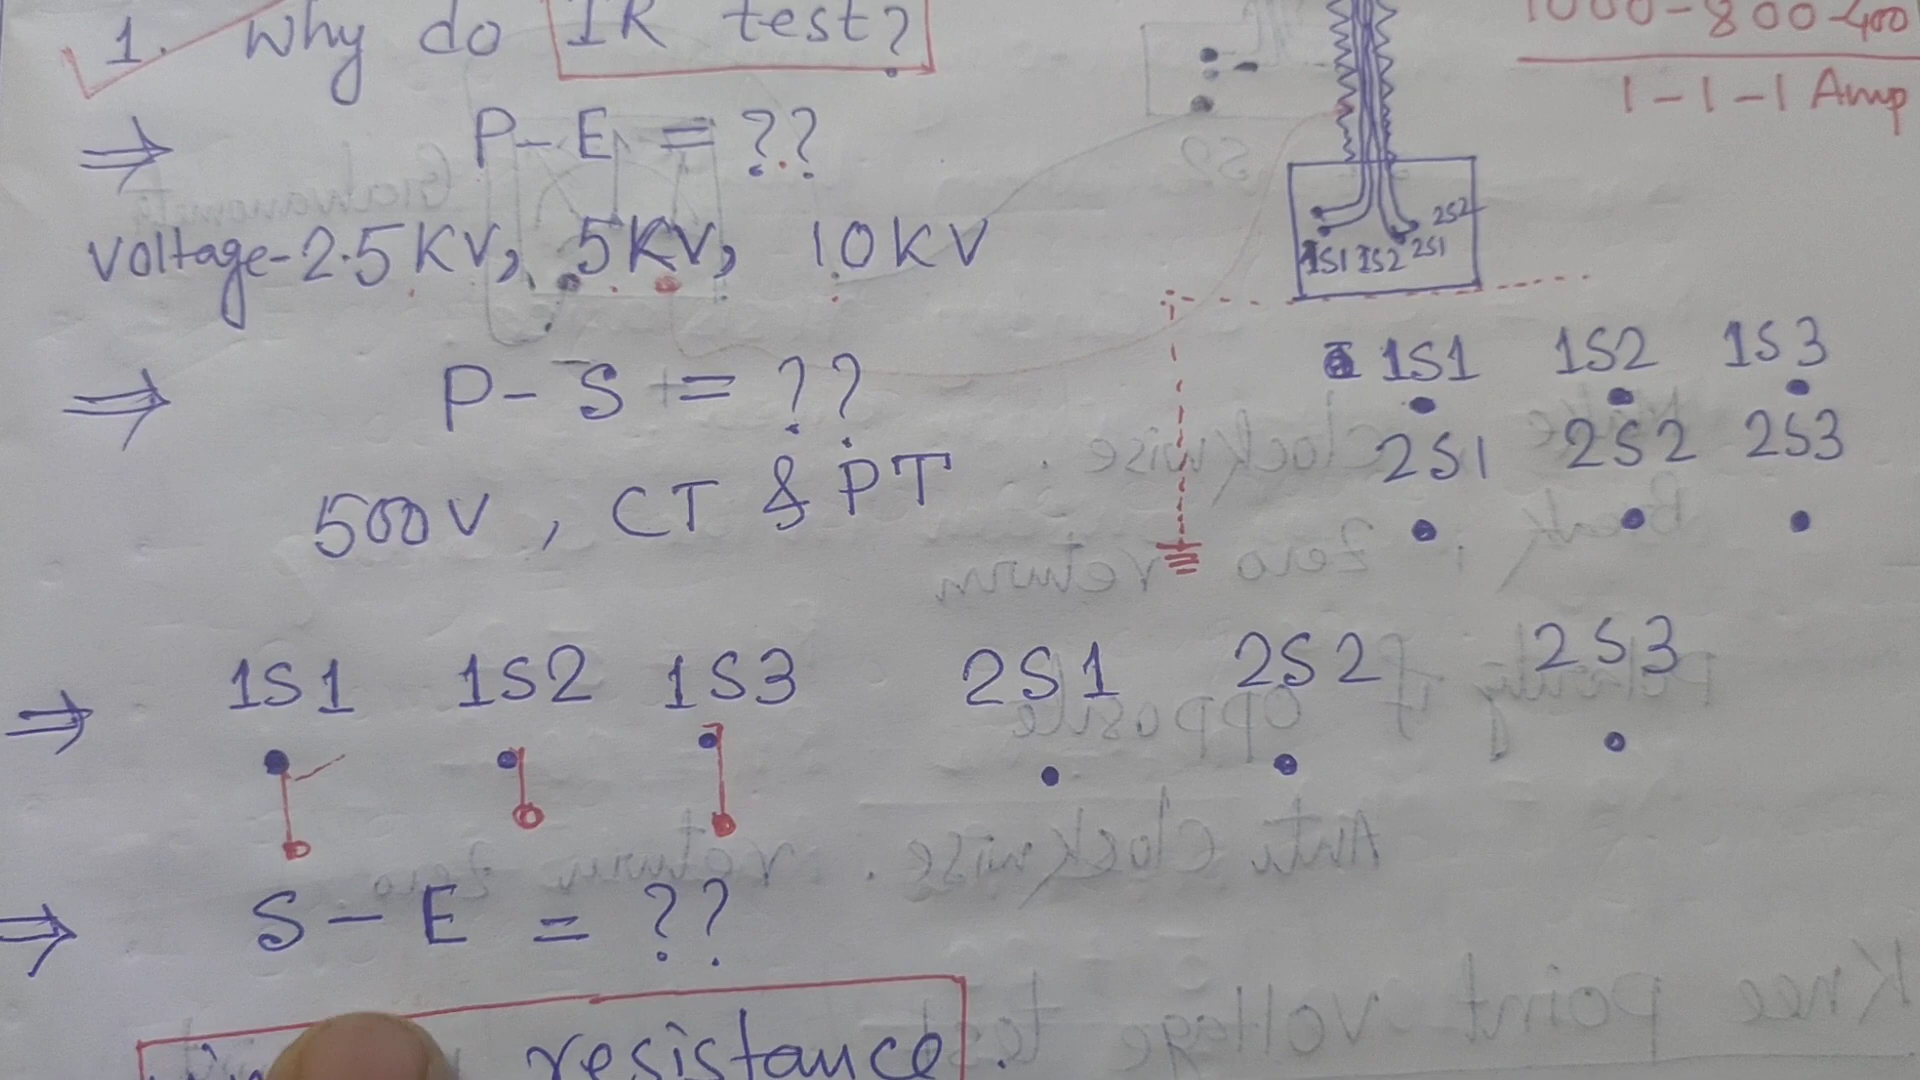 1. Why do IR test?
1000-800-400
1-1-1 Amp
⇒ P-E = ??
Voltage-2.5KV, 5KV, 10KV
2S2
1S1 1S2 2S1
⇒ P-S = ??
500V, CT & PT
1S1 1S2 1S3
2S1 2S2 2S3
⇒ 1S1 1S2 1S3 2S1 2S2 2S3
⇒ S-E = ??
resistance